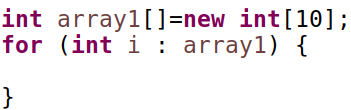 int array1[]=new int[10];
for (int i : array1) {
}